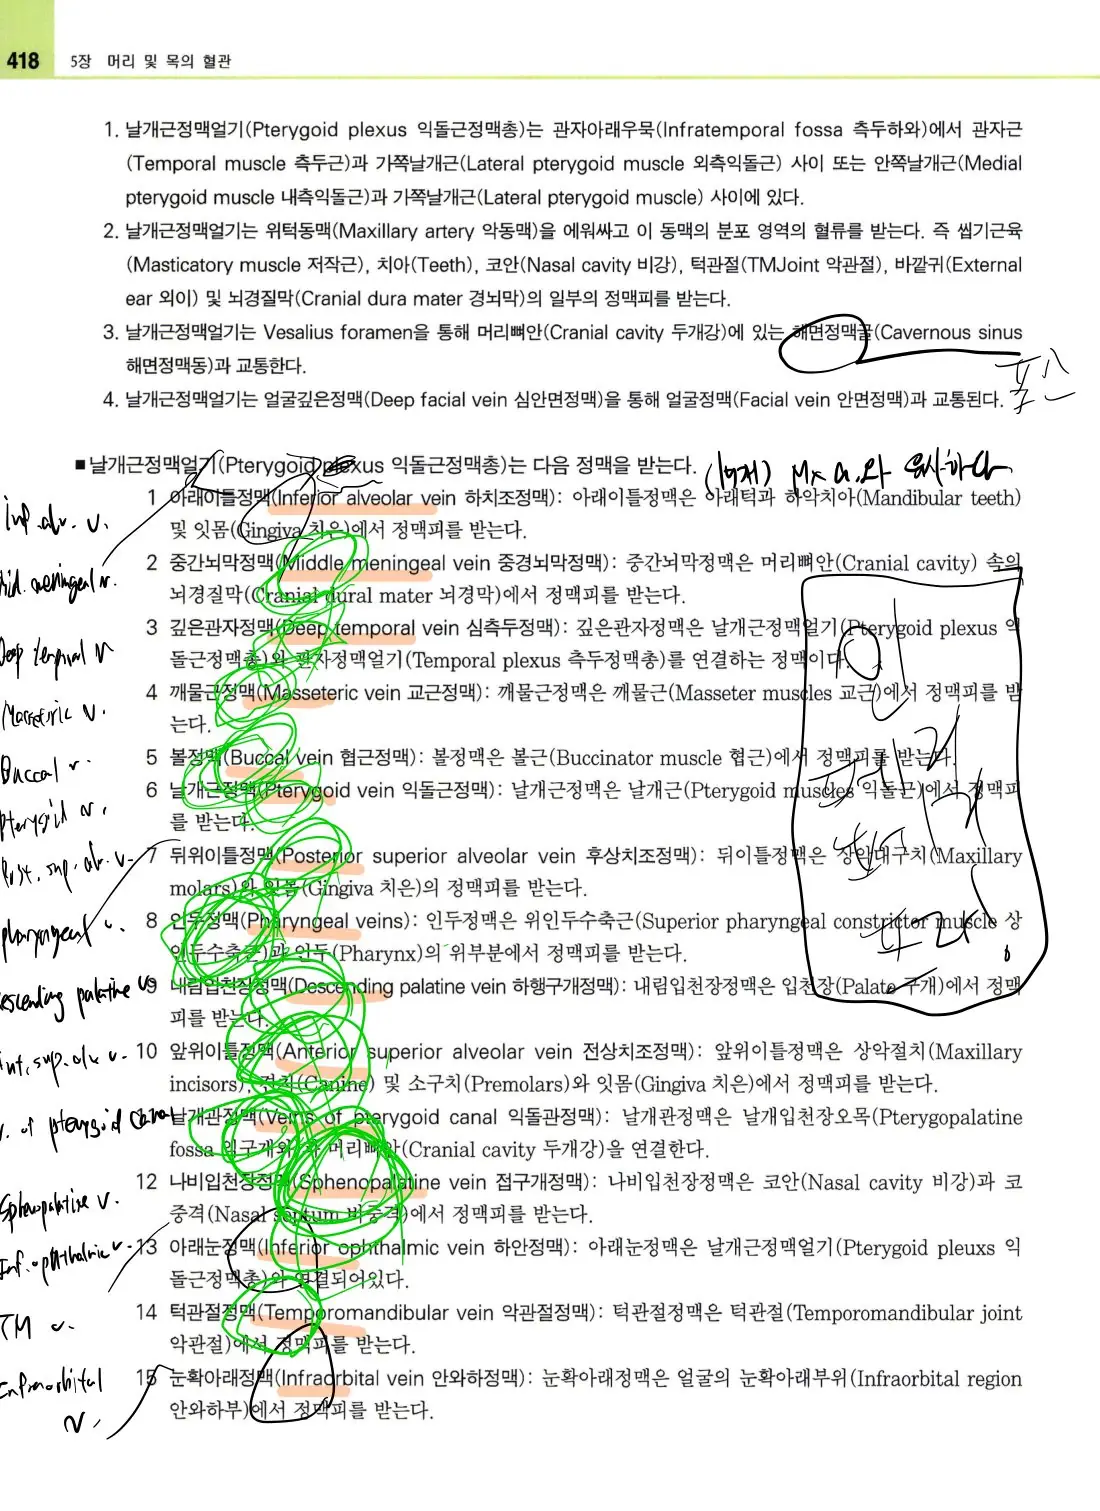 418 5장 머리 및 목의 혈관
1. 날개근정맥얼기(Pterygoid plexus 익돌근정맥총)는 관자아래우묵(Infratemporal fossa 측두하와)에서 관자근
(Temporal muscle 측두근)과 가쪽날개근(Lateral pterygoid muscle 외측익돌근) 사이 또는 안쪽날개근(Medial
pterygoid muscle 내측익돌근)과 가쪽날개근(Lateral pterygoid muscle) 사이에 있다.
2. 날개근정맥얼기는 위턱동맥(Maxillary artery 악동맥)을 에워싸고 이 동맥의 분포 영역의 혈류를 받는다. 즉 씹기근육
(Masticatory muscle 저작근), 치아(Teeth), 코안(Nasal cavity 비강), 턱관절(TMJoint 악관절), 바깥귀(External
ear 외이) 및 뇌경질막(Cranial dura mater 경뇌막)의 일부의 정맥피를 받는다.
3. 날개근정맥얼기는 Vesalius foramen을 통해 머리뼈안(Cranial cavity 두개강)에 있는 해면정맥굴(Cavernous sinus
해면정맥동)과 교통한다.
4. 날개근정맥얼기는 얼굴깊은정맥(Deep facial vein 심안면정맥)을 통해 얼굴정맥(Facial vein 안면정맥)과 교통된다.
■ 날개근정맥얼기(Pterygoid plexus 익돌근정맥총)는 다음 정맥을 받는다.
Inf. alv. v.
1 아래이틀정맥(Inferior alveolar vein 하치조정맥): 아래이틀정맥은 아래턱과 하악치아(Mandibular teeth)
및 잇몸(Gingiva 치은)에서 정맥피를 받는다.
mid. meningeal v.
2 중간뇌막정맥(Middle meningeal vein 중경뇌막정맥): 중간뇌막정맥은 머리뼈안(Cranial cavity) 속의
뇌경질막(Cranial dural mater 뇌경막)에서 정맥피를 받는다.
Deep temporal v
3 깊은관자정맥(Deep temporal vein 심측두정맥): 깊은관자정맥은 날개근정맥얼기(Pterygoid plexus 익
돌근정맥총)와 관자정맥얼기(Temporal plexus 측두정맥총)를 연결하는 정맥이다.
Masseteric v.
4 깨물근정맥(Masseteric vein 교근정맥): 깨물근정맥은 깨물근(Masseter muscles 교근)에서 정맥피를 받
는다.
Buccal v.
5 볼정맥(Buccal vein 협근정맥): 볼정맥은 볼근(Buccinator muscle 협근)에서 정맥피를 받는다.
pterygoid v.
6 날개근정맥(Pterygoid vein 익돌근정맥): 날개근정맥은 날개근(Pterygoid muscles 익돌근)에서 정맥피
를 받는다.
post. sup. alv. v.
7 뒤위이틀정맥(Posterior superior alveolar vein 후상치조정맥): 뒤이틀정맥은 상악대구치(Maxillary
molars)와 잇몸(Gingiva 치은)의 정맥피를 받는다.
pharyngeal v.
8 인두정맥(Pharyngeal veins): 인두정맥은 위인두수축근(Superior pharyngeal constrictor muscle 상
인두수축근)과 인두(Pharynx)의 위부분에서 정맥피를 받는다.
descending palatine v
9 내림입천장정맥(Descending palatine vein 하행구개정맥): 내림입천장정맥은 입천장(Palate 구개)에서 정맥
피를 받는다.
ant. sup. alv v.
10 앞위이틀정맥(Anterior superior alveolar vein 전상치조정맥): 앞위이틀정맥은 상악절치(Maxillary
incisors), 견치(Canine) 및 소구치(Premolars)와 잇몸(Gingiva 치은)에서 정맥피를 받는다.
v. of pterygoid canal
날개관정맥(Veins of pterygoid canal 익돌관정맥): 날개관정맥은 날개입천장오목(Pterygopalatine
fossa 머리뼈안(Cranial cavity 두개강)을 연결한다.
Sphenopalatine v.
12 나비입천장정맥(Sphenopalatine vein 접구개정맥): 나비입천장정맥은 코안(Nasal cavity 비강)과 코
중격(Nasal septum 비중격)에서 정맥피를 받는다.
Inf. ophthalmic v.
13 아래눈정맥(Inferior ophthalmic vein 하안정맥): 아래눈정맥은 날개근정맥얼기(Pterygoid pleuxs 익
돌근정맥총)와 연결되어있다.
TM v.
14 턱관절정맥(Temporomandibular vein 악관절정맥): 턱관절정맥은 턱관절(Temporomandibular joint
악관절)에서 정맥피를 받는다.
Infraorbital
v.
15 눈확아래정맥(Infraorbital vein 안와하정맥): 눈확아래정맥은 얼굴의 눈확아래부위(Infraorbital region
안와하부)에서 정맥피를 받는다.